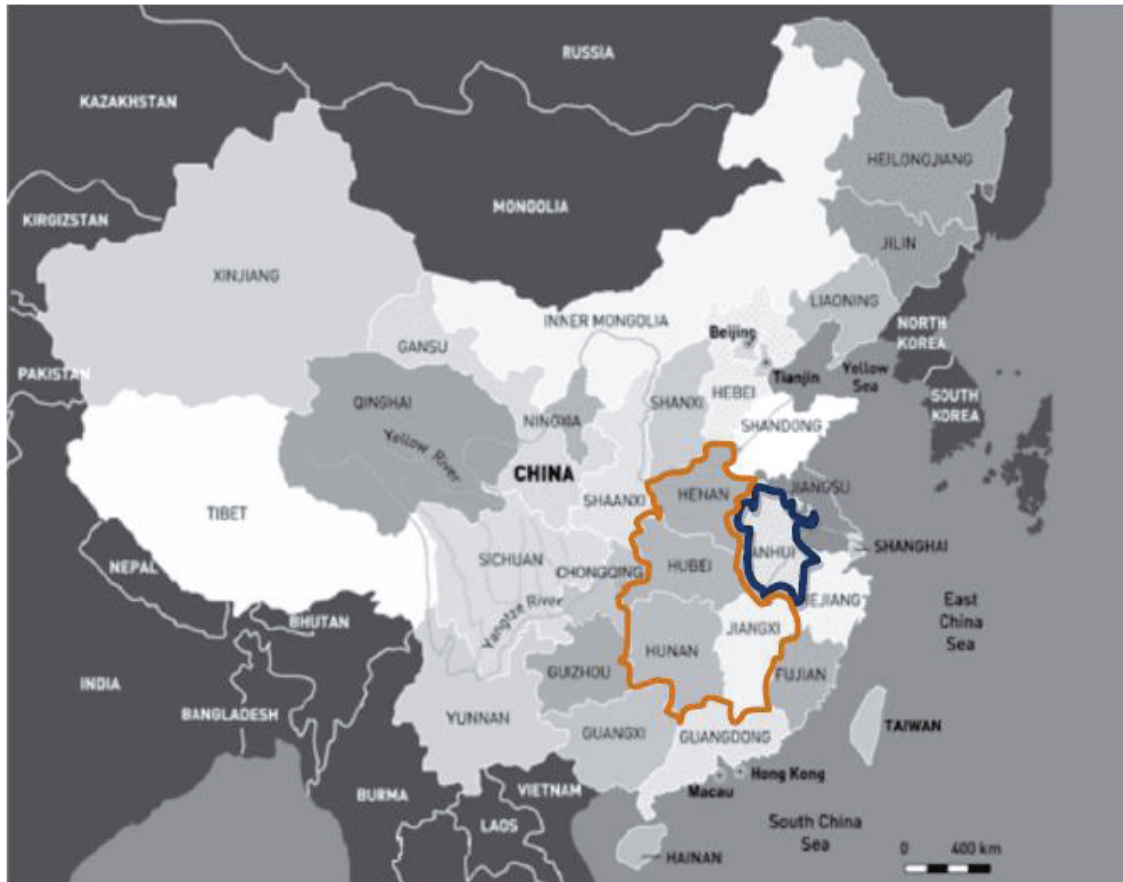 RUSSIA
KAZAKHSTAN
HEILONGJIANG
MONGOLIA
KIRGIZSTAN
JILIN
XINJIANG
LIAONING
INNER MONGOLIA
NORTH
KOREA
Beijing
GANSU
Yellow
Sea
PAKISTAN
Tianjin
HEBEI
SOUTH
KOREA
QINGHAI
SHANXI
NINGXIA
SHANDONG
Yellow River
CHINA
JIANGSU
HENAN
SHAANXI
TIBET
SHANGHAI
ANHUI
SICHUAN
HUBEI
NEPAL
CHONGQING
EJIANG
East
China
Sea
Yangtze River
BHUTAN
JIANGXI
HUNAN
GUIZHOU
FUJIAN
INDIA
BANGLADESH
YUNNAN
TAIWAN
GUANGXI
GUANGDONG
Hong Kong
VIETNAM
Macau
BURMA
LAOS
South China
Sea
0 400 km
HAINAN